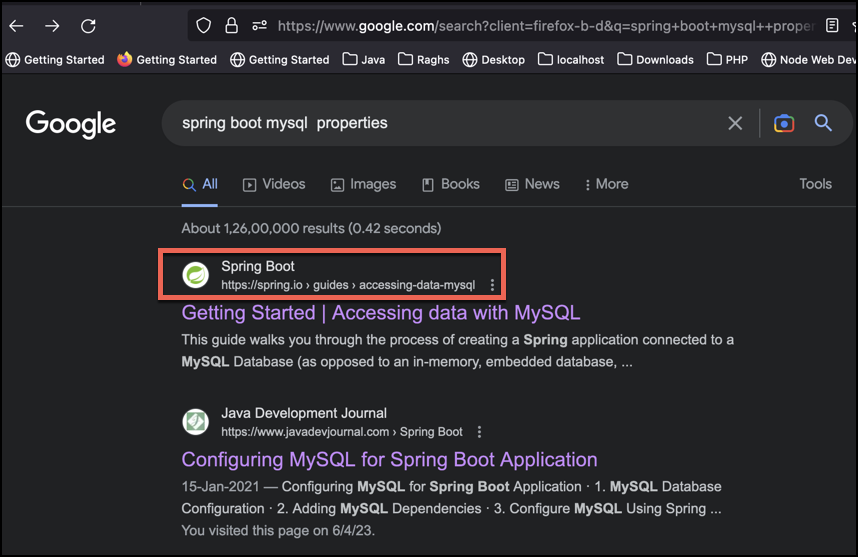 https://www.google.com/search?client=firefox-b-d&q=spring+boot+mysql++proper
Getting Started Getting Started Getting Started Java Raghs Desktop localhost Downloads PHP Node Web Dev
Google spring boot mysql  properties
All Videos Images Books News More Tools
About 1,26,00,000 results (0.42 seconds)
Spring Boot
https://spring.io › guides › accessing-data-mysql
Getting Started | Accessing data with MySQL
This guide walks you through the process of creating a Spring application connected to a
MySQL Database (as opposed to an in-memory, embedded database, ...
Java Development Journal
https://www.javadevjournal.com › Spring Boot
Configuring MySQL for Spring Boot Application
15-Jan-2021 — Configuring MySQL for Spring Boot Application · 1. MySQL Database
Configuration · 2. Adding MySQL Dependencies · 3. Configure MySQL Using Spring ...
You visited this page on 6/4/23.